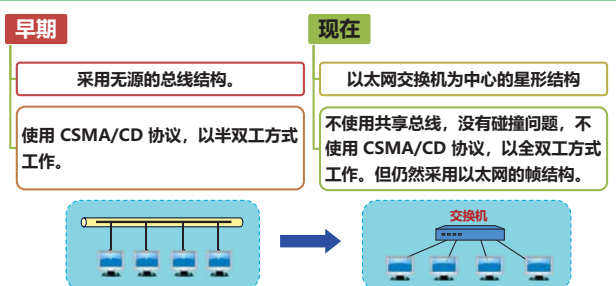 早期
采用无源的总线结构。
使用 CSMA/CD 协议，以半双工方式
工作。
现在
以太网交换机为中心的星形结构
不使用共享总线，没有碰撞问题，不
使用 CSMA/CD 协议，以全双工方式
工作。但仍然采用以太网的帧结构。
交换机